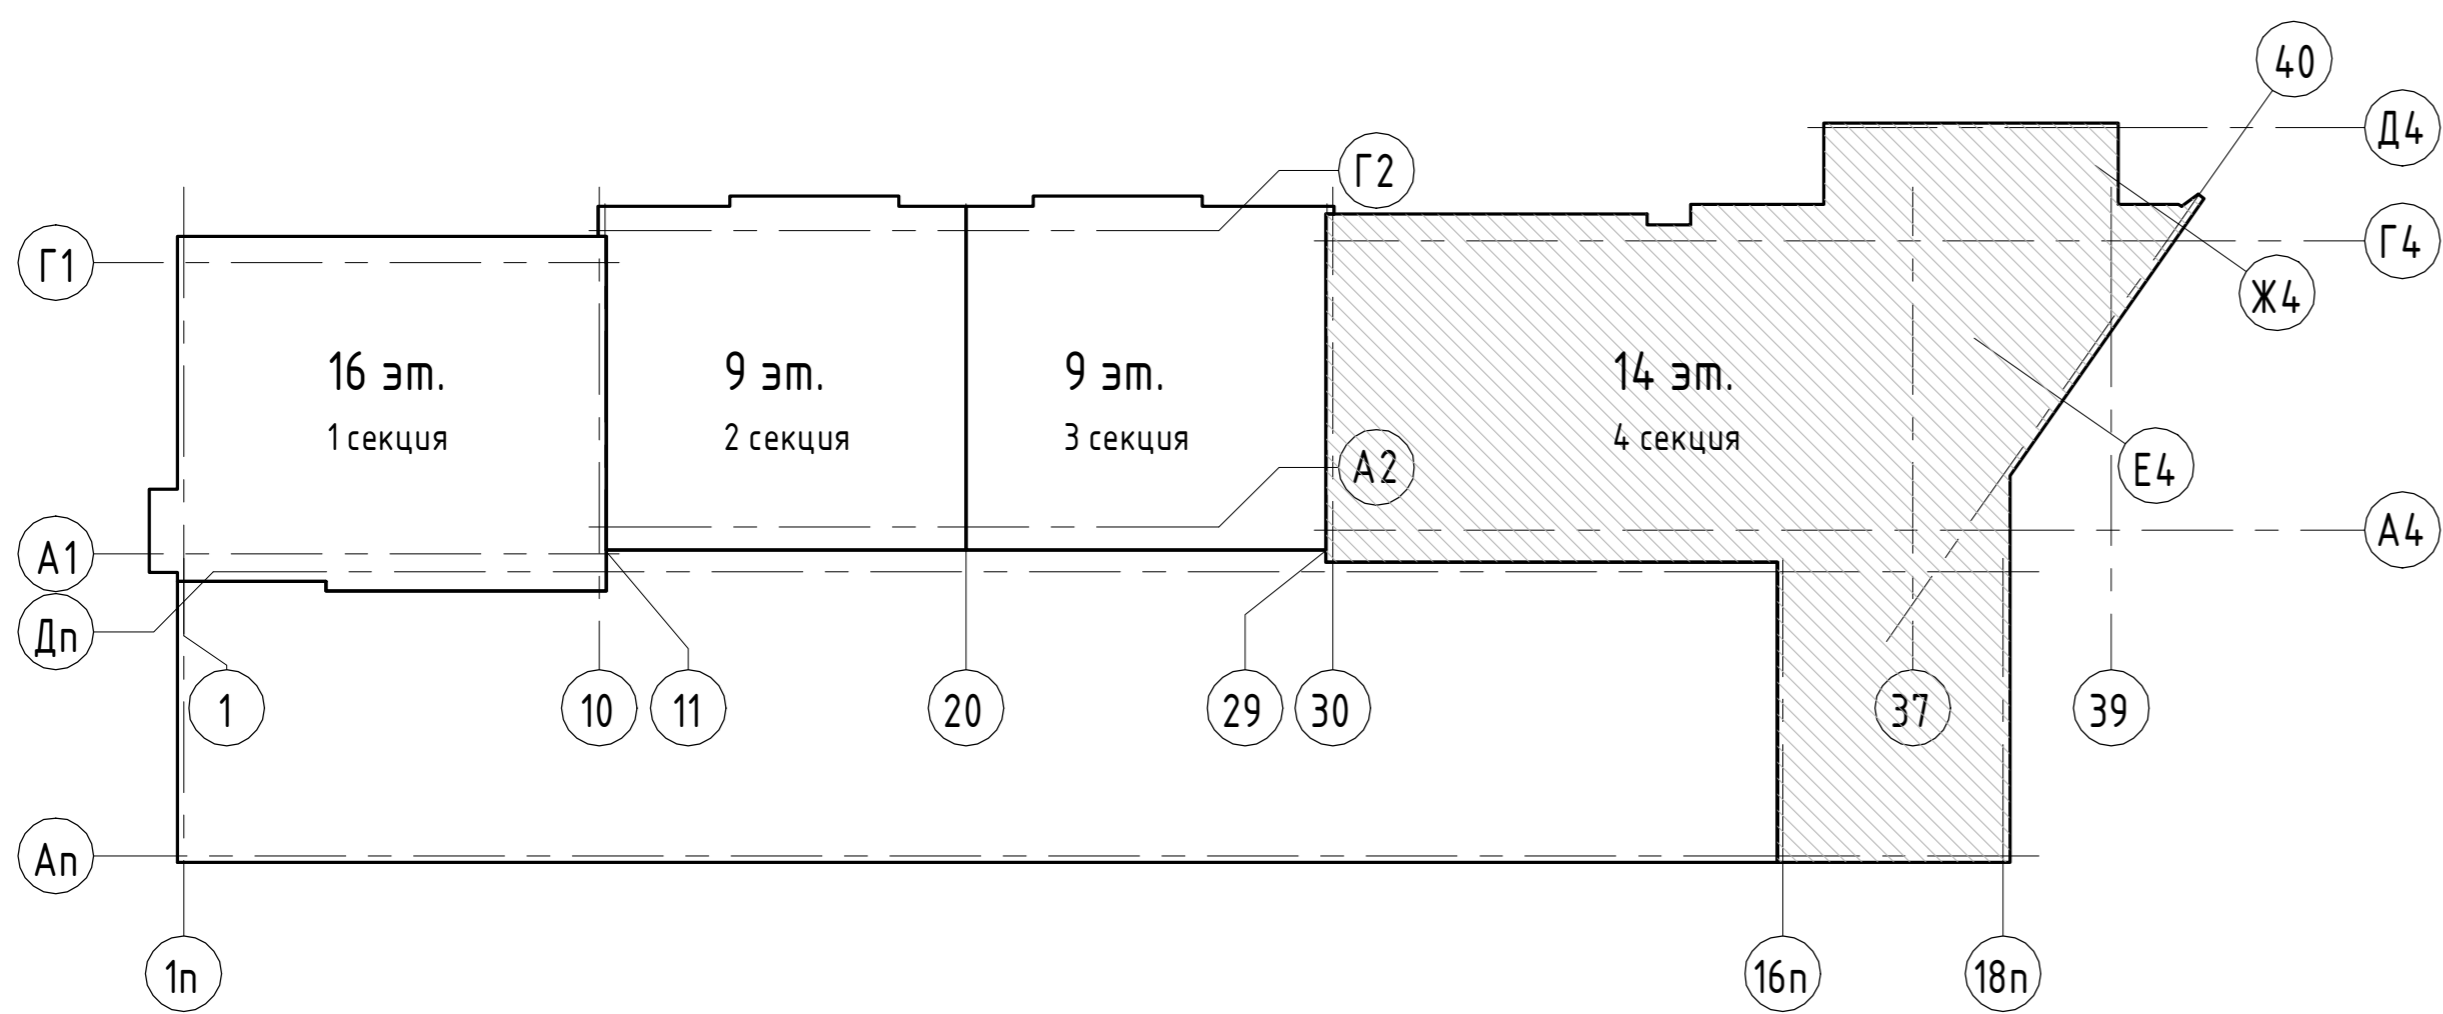 40
Д4
Г2
Г4
Г1
Ж4
16 эт.
1 секция
9 эт.
2 секция
9 эт.
3 секция
14 эт.
4 секция
А2
Е4
А4
А1
Дп
1
10
11
20
29
30
37
39
Ап
1п
16п
18п